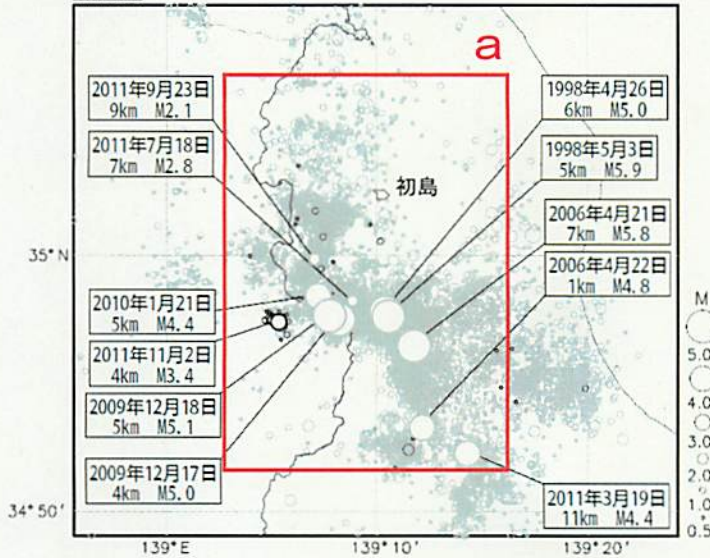 a
2011年9月23日
9km M2.1
2011年7月18日
7km M2.8
1998年4月26日
6km M5.0
1998年5月3日
5km M5.9
初島
2006年4月21日
7km M5.8
2006年4月22日
1km M4.8
35°N
2010年1月21日
5km M4.4
2011年11月2日
4km M3.4
2009年12月18日
5km M5.1
2009年12月17日
4km M5.0
2011年3月19日
11km M4.4
M
5.0
4.0
3.0
2.0
1.0
0.5
34°50'
139°E
139°10'
139°20'